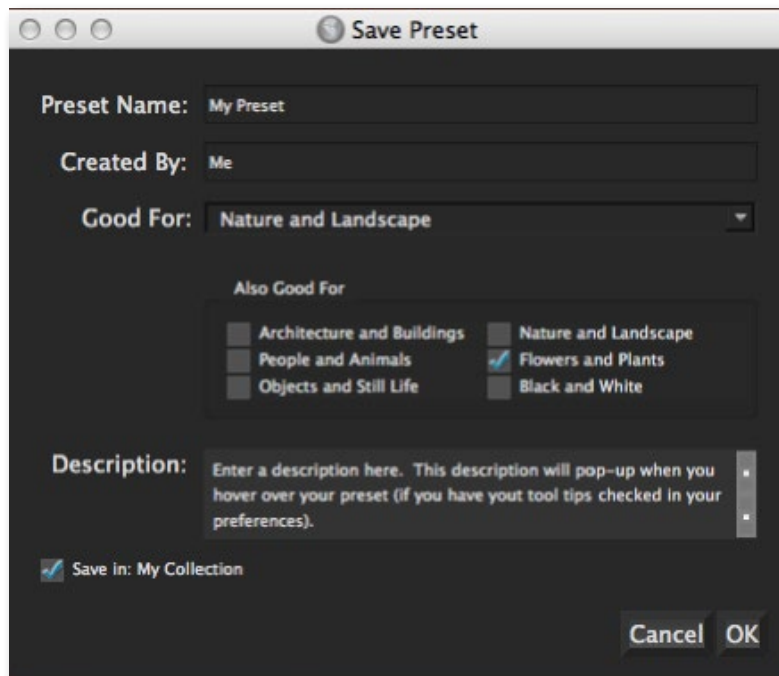 Save Preset
Preset Name: My Preset
Created By: Me
Good For: Nature and Landscape
Also Good For
Architecture and Buildings Nature and Landscape
People and Animals Flowers and Plants
Objects and Still Life Black and White
Description: Enter a description here. This description will pop-up when you
hover over your preset (if you have yout tool tips checked in your
preferences).
Save in: My Collection
Cancel OK